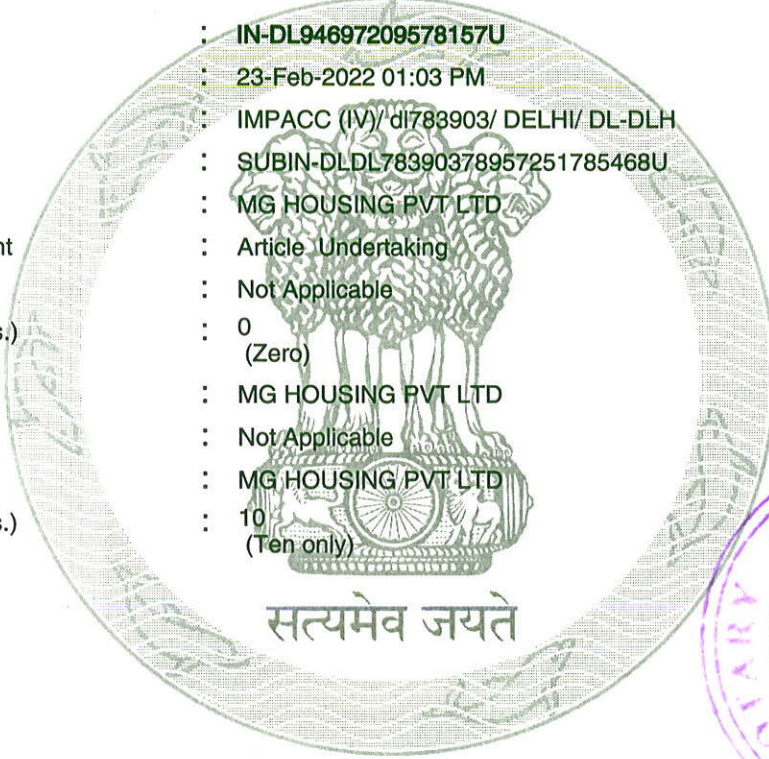 : IN-DL94697209578157U
: 23-Feb-2022 01:03 PM
: IMPACC (IV)/ dl783903/ DELHI/ DL-DLH
: SUBIN-DLDL78390378957251785468U
: MG HOUSING PVT LTD
nt : Article Undertaking
: Not Applicable
s.) : 0
(Zero)
: MG HOUSING PVT LTD
: Not Applicable
: MG HOUSING PVT LTD
s.) : 10
(Ten only)
सत्यमेव जयते